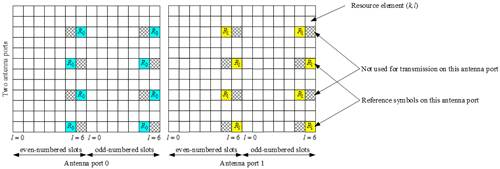 Resource element (k,l)
R₀ R₀ R₁ R₁
Not used for transmission on this antenna port
R₀ R₀ R₁ R₁
Two antenna ports
R₀ R₀ R₁ R₁
Reference symbols on this antenna port
R₀ R₀ R₁ R₁
l = 0 l = 6 l = 0 l = 6 l = 0 l = 6 l = 0 l = 6
even-numbered slots odd-numbered slots even-numbered slots odd-numbered slots
Antenna port 0 Antenna port 1